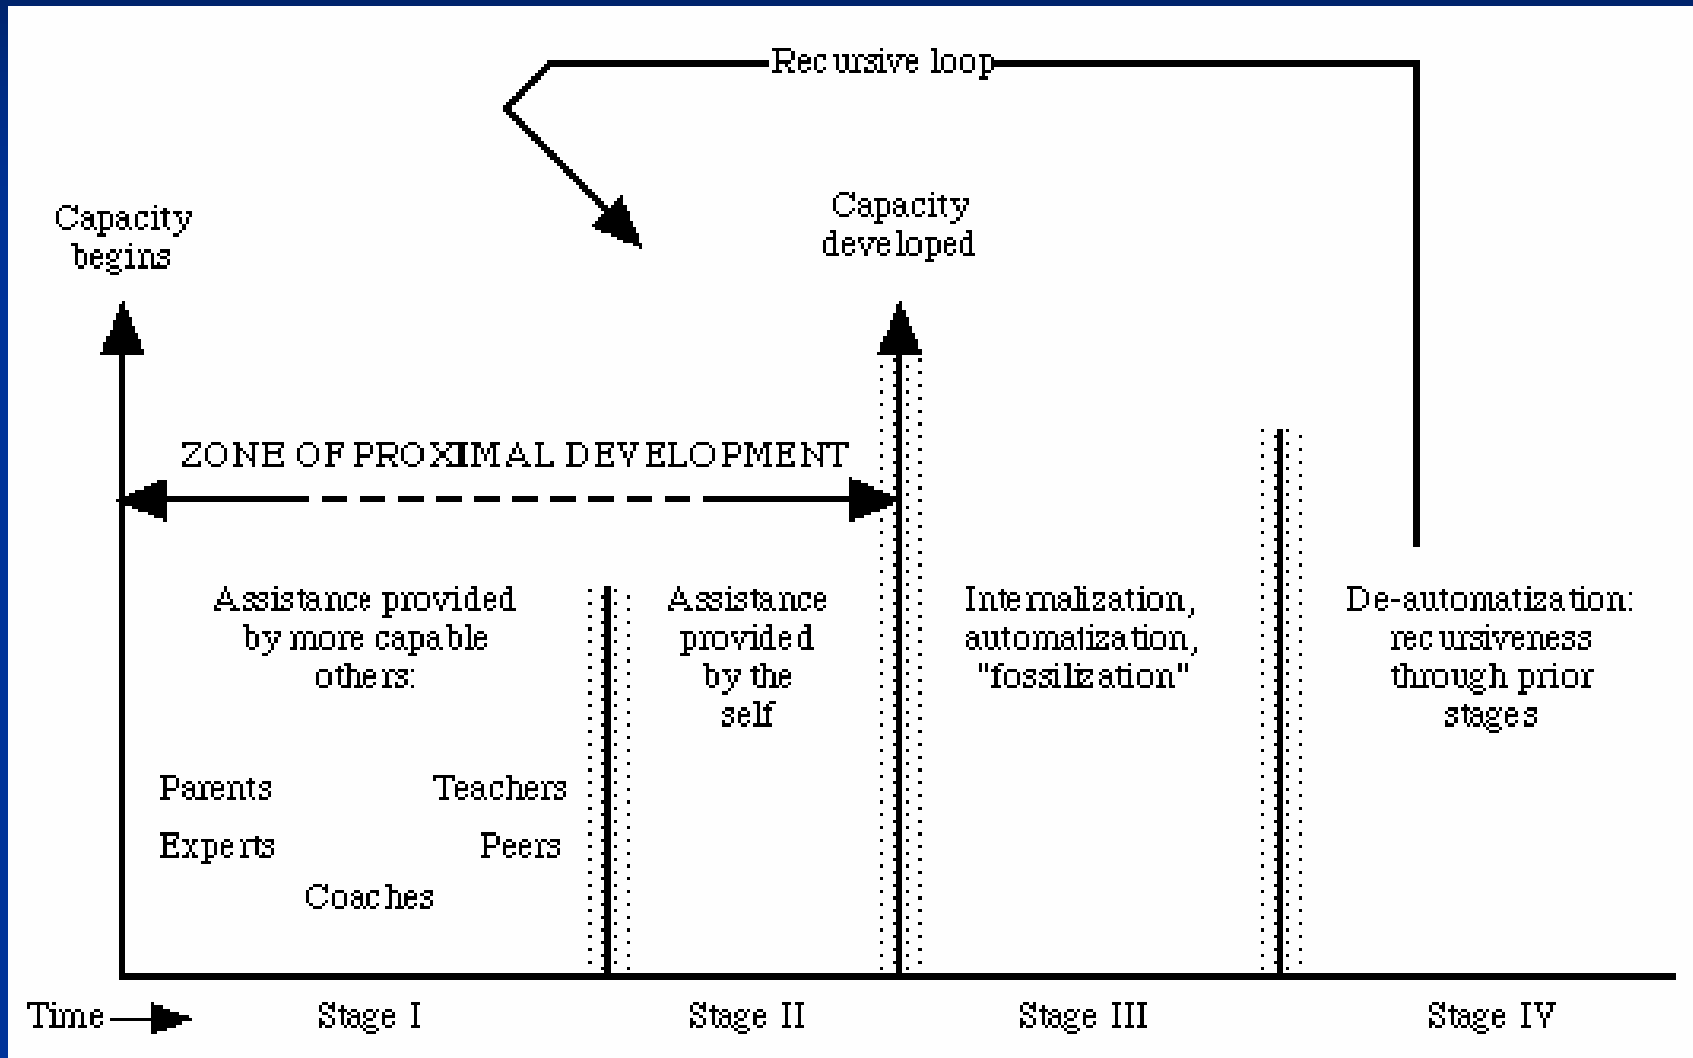 Recursive loop
Capacity
begins
Capacity
developed
ZONE OF PROXIMAL DEVELOPMENT
Assistance provided
by more capable
others:
Parents
Teachers
Experts
Peers
Coaches
Assistance
provided
by the
self
Internalization,
automatization,
"fossilization"
De-automatization:
recursiveness
through prior
stages
Time
Stage I
Stage II
Stage III
Stage IV